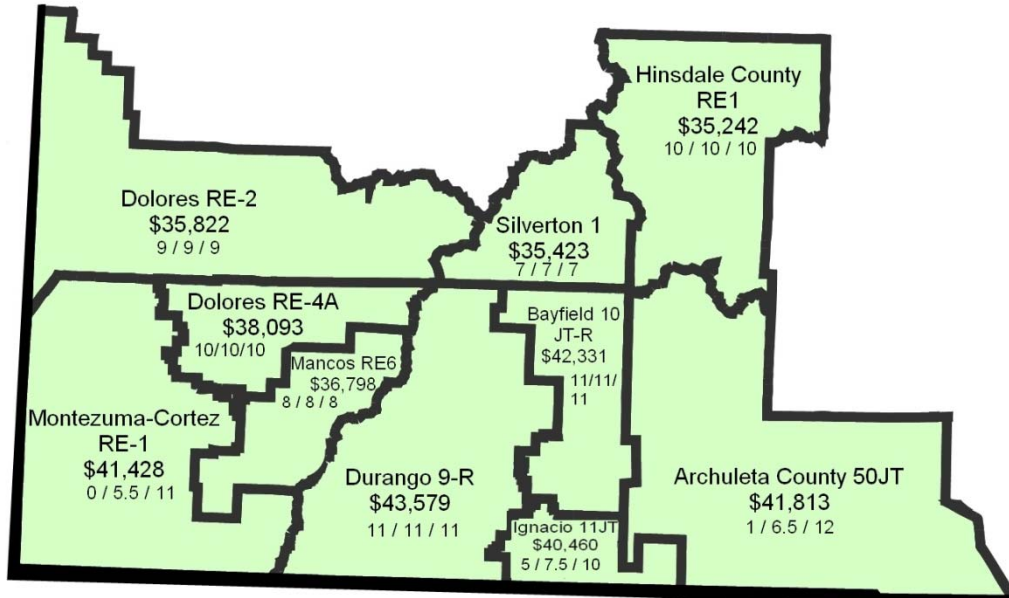 Hinsdale County
RE1
$35,242
10 / 10 / 10
Dolores RE-2
$35,822
9 / 9 / 9
Silverton 1
$35,423
7 / 7 / 7
Dolores RE-4A
$38,093
10/10/10
Mancos RE6
$36,798
8 / 8 / 8
Bayfield 10
JT-R
$42,331
11/11/
11
Montezuma-Cortez
RE-1
$41,428
0 / 5.5 / 11
Durango 9-R
$43,579
11 / 11 / 11
Ignacio 11JT
$40,460
5 / 7.5 / 10
Archuleta County 50JT
$41,813
1 / 6.5 / 12